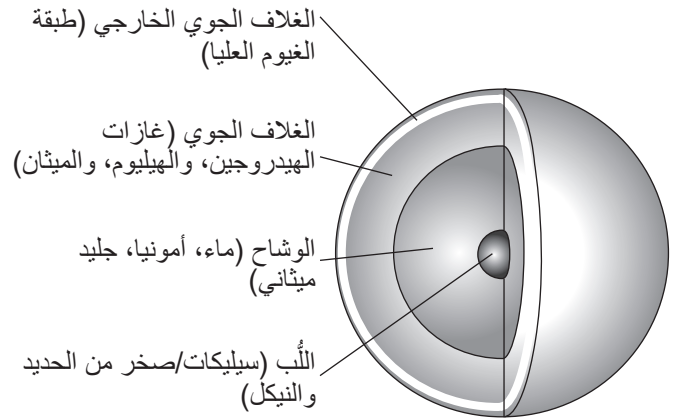 الغلاف الجوي الخارجي (طبقة
الغيوم العليا)
الغلاف الجوي (غازات
الهيدروجين، والهيليوم، والميثان)
الوشاح (ماء، أمونيا، جليد
ميثاني)
اللُّب (سيليكات/صخر من الحديد
والنيكل)